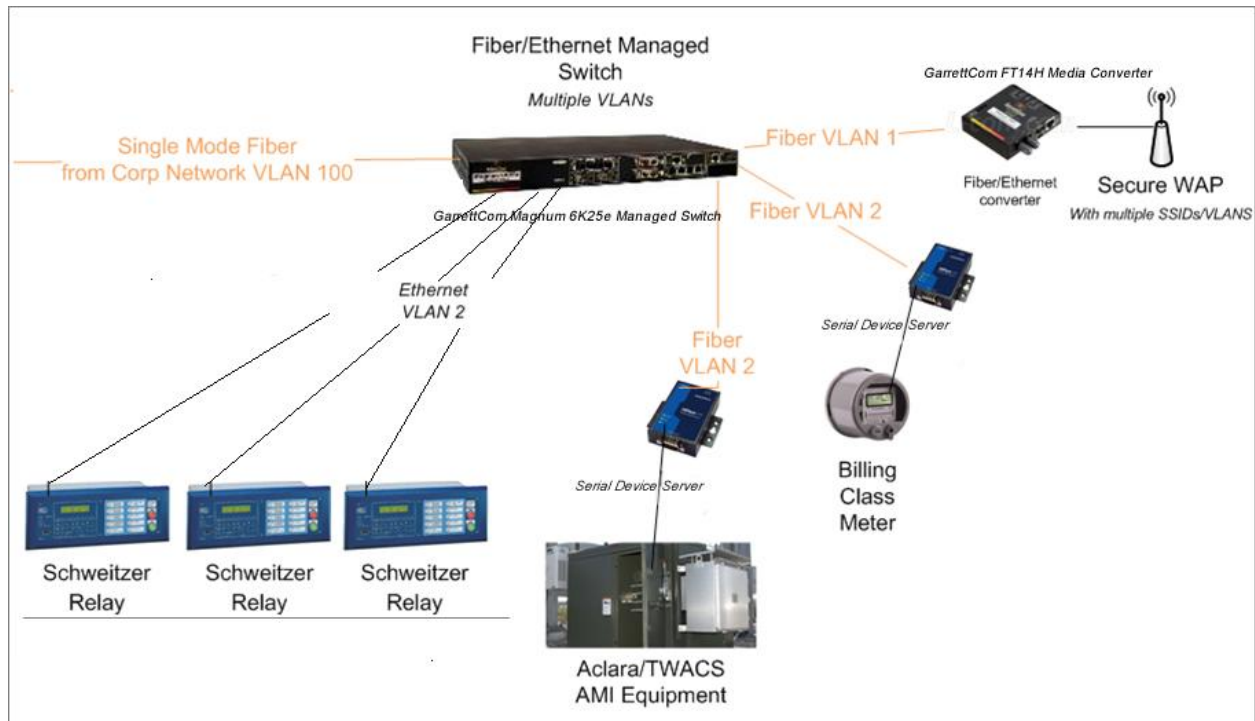 Fiber/Ethernet Managed
Switch
Multiple VLANs
GarrettCom FT14H Media Converter
Single Mode Fiber
from Corp Network VLAN 100
Fiber VLAN 1
Fiber/Ethernet
converter
Secure WAP
With multiple SSIDs/VLANS
GarrettCom Magnum 6K25e Managed Switch
Fiber VLAN 2
Ethernet
VLAN 2
Serial Device Server
Fiber
VLAN 2
Serial Device Server
Billing
Class
Meter
Schweitzer
Relay
Schweitzer
Relay
Schweitzer
Relay
Aclara/TWACS
AMI Equipment